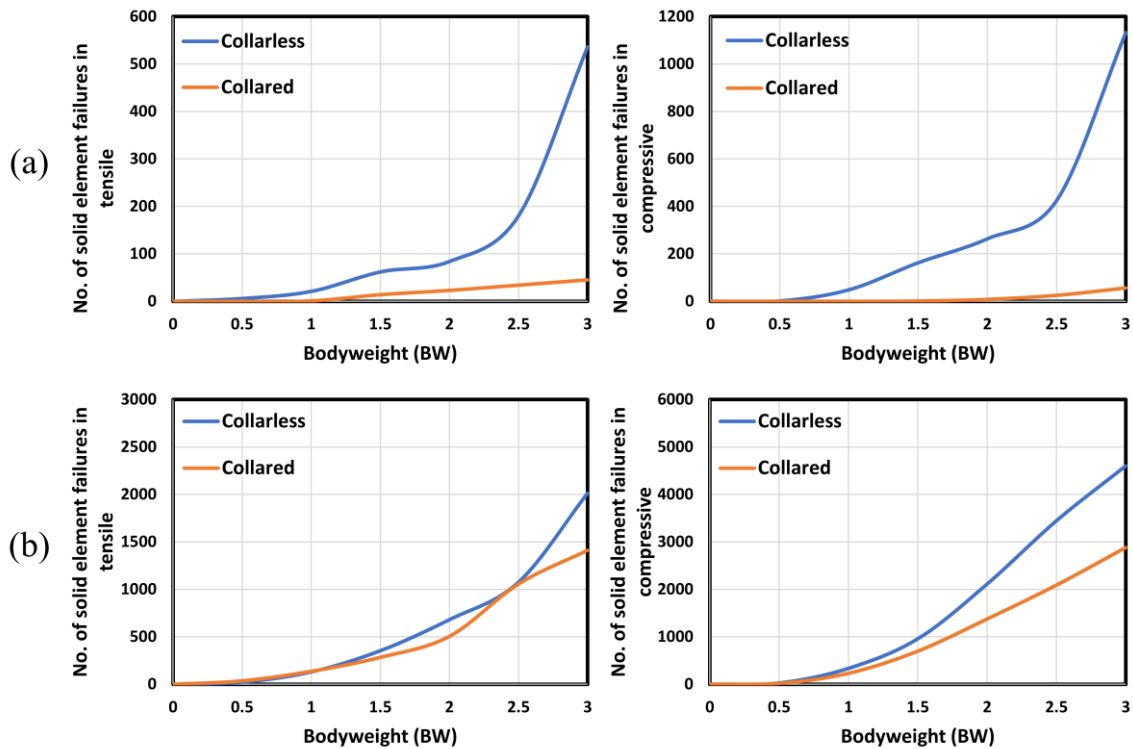 (a)
No. of solid element failures in
tensile
600
500
400
300
200
100
0
Collarless
Collared
0 0.5 1 1.5 2 2.5 3
Bodyweight (BW)
No. of solid element failures in
compressive
1200
1000
800
600
400
200
0
Collarless
Collared
0 0.5 1 1.5 2 2.5 3
Bodyweight (BW)
(b)
No. of solid element failures in
tensile
3000
2500
2000
1500
1000
500
0
Collarless
Collared
0 0.5 1 1.5 2 2.5 3
Bodyweight (BW)
No. of solid element failures in
compressive
6000
5000
4000
3000
2000
1000
0
Collarless
Collared
0 0.5 1 1.5 2 2.5 3
Bodyweight (BW)